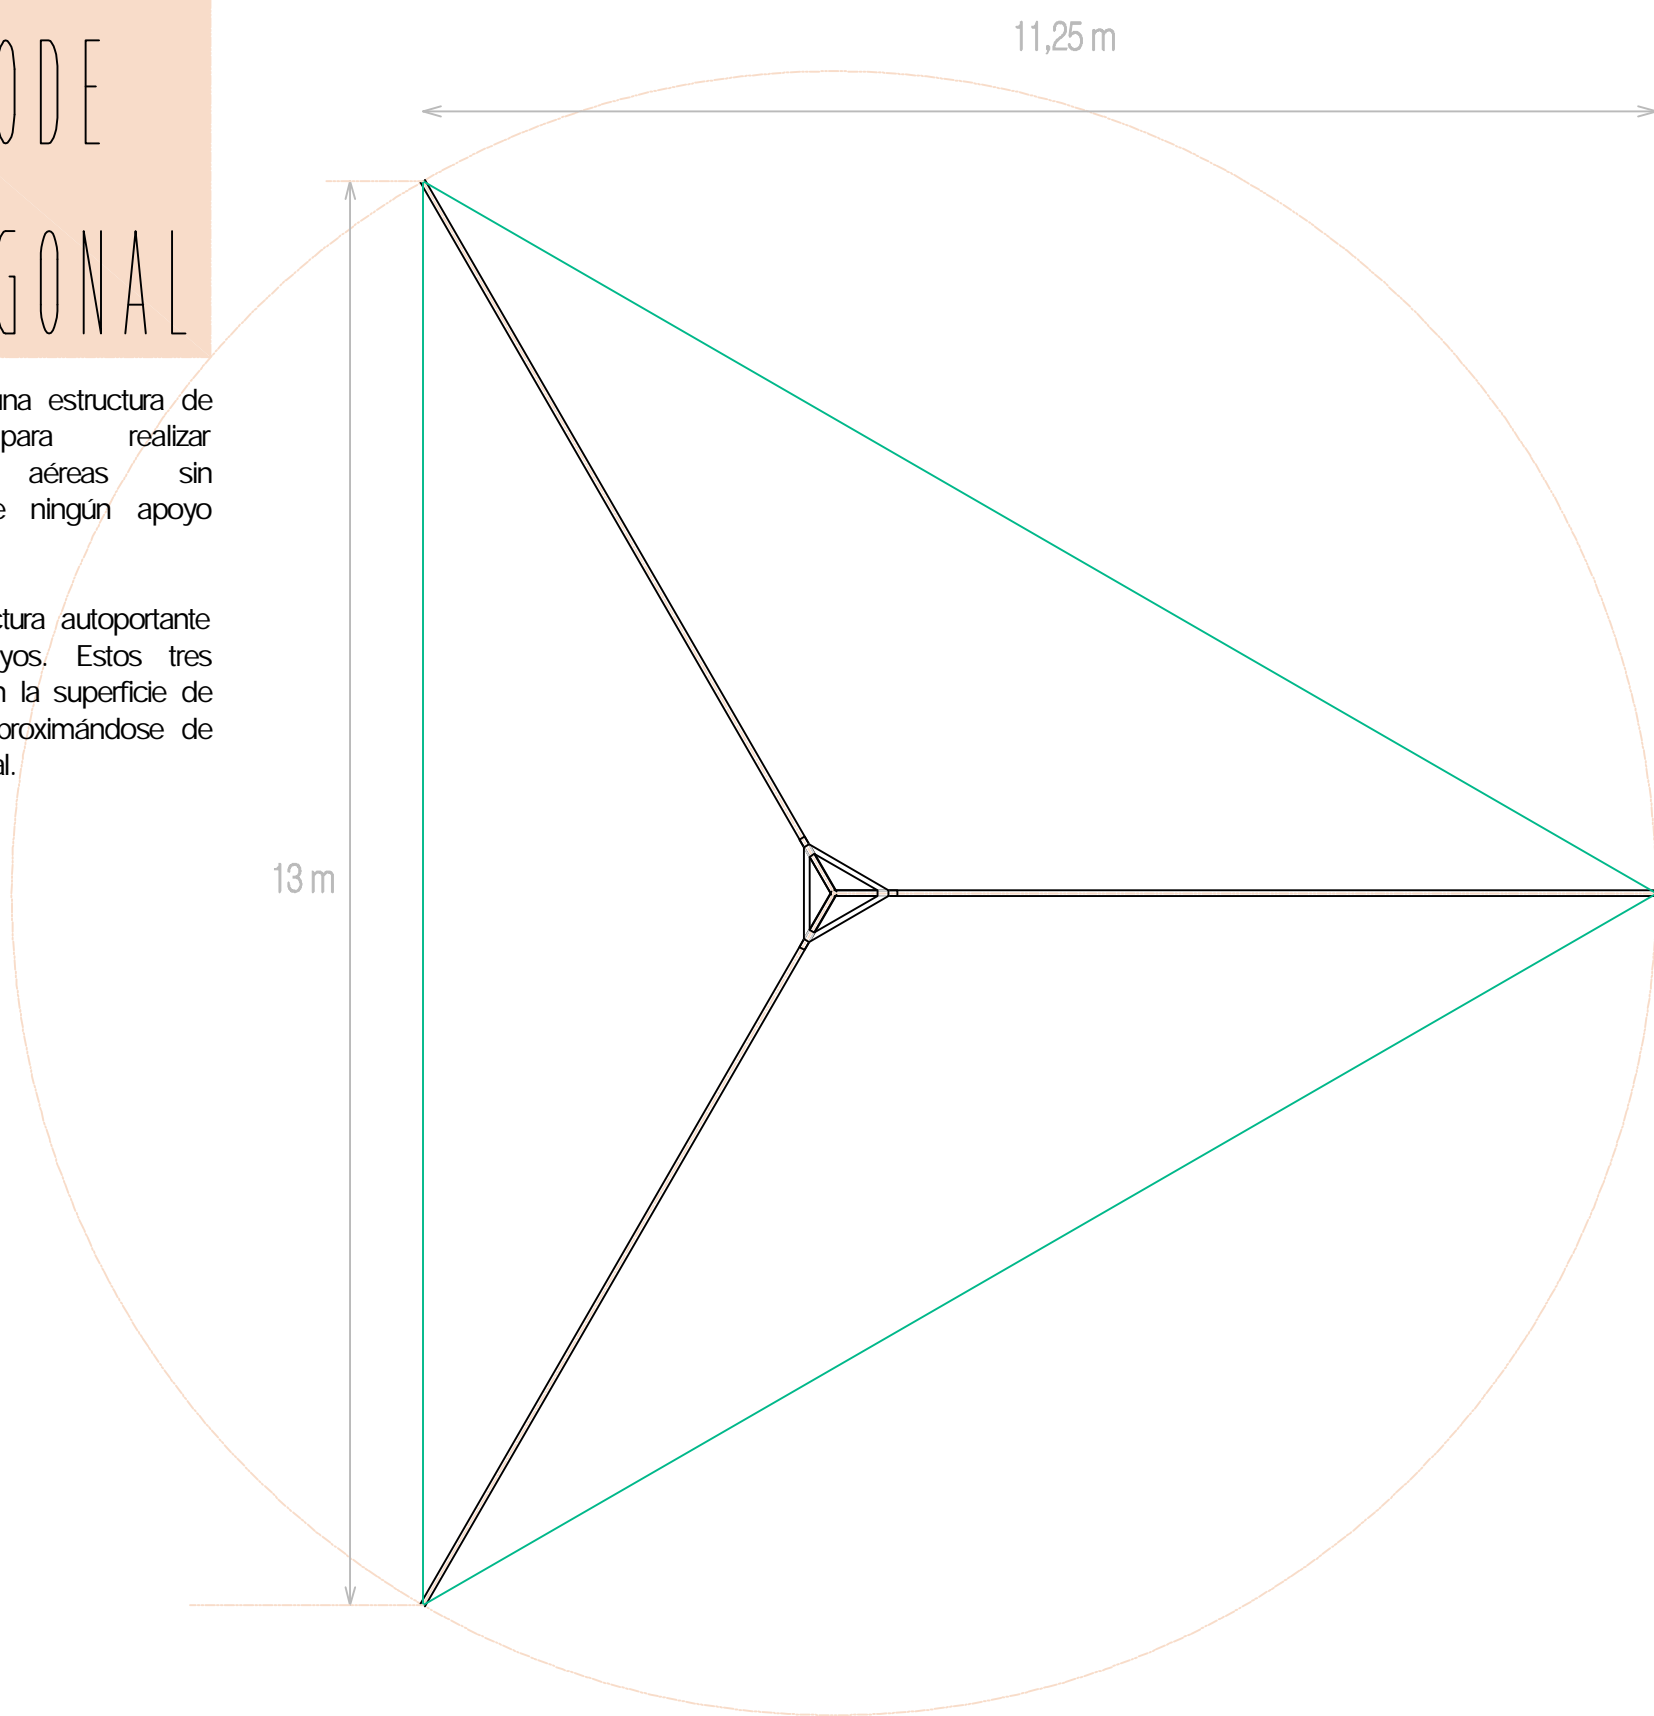 11,25 m
ODE
GONAL
una estructura de
para realizar
aéreas sin
e ningún apoyo
ctura autoportante
yos. Estos tres
n la superficie de
proximándose de
al.
13 m